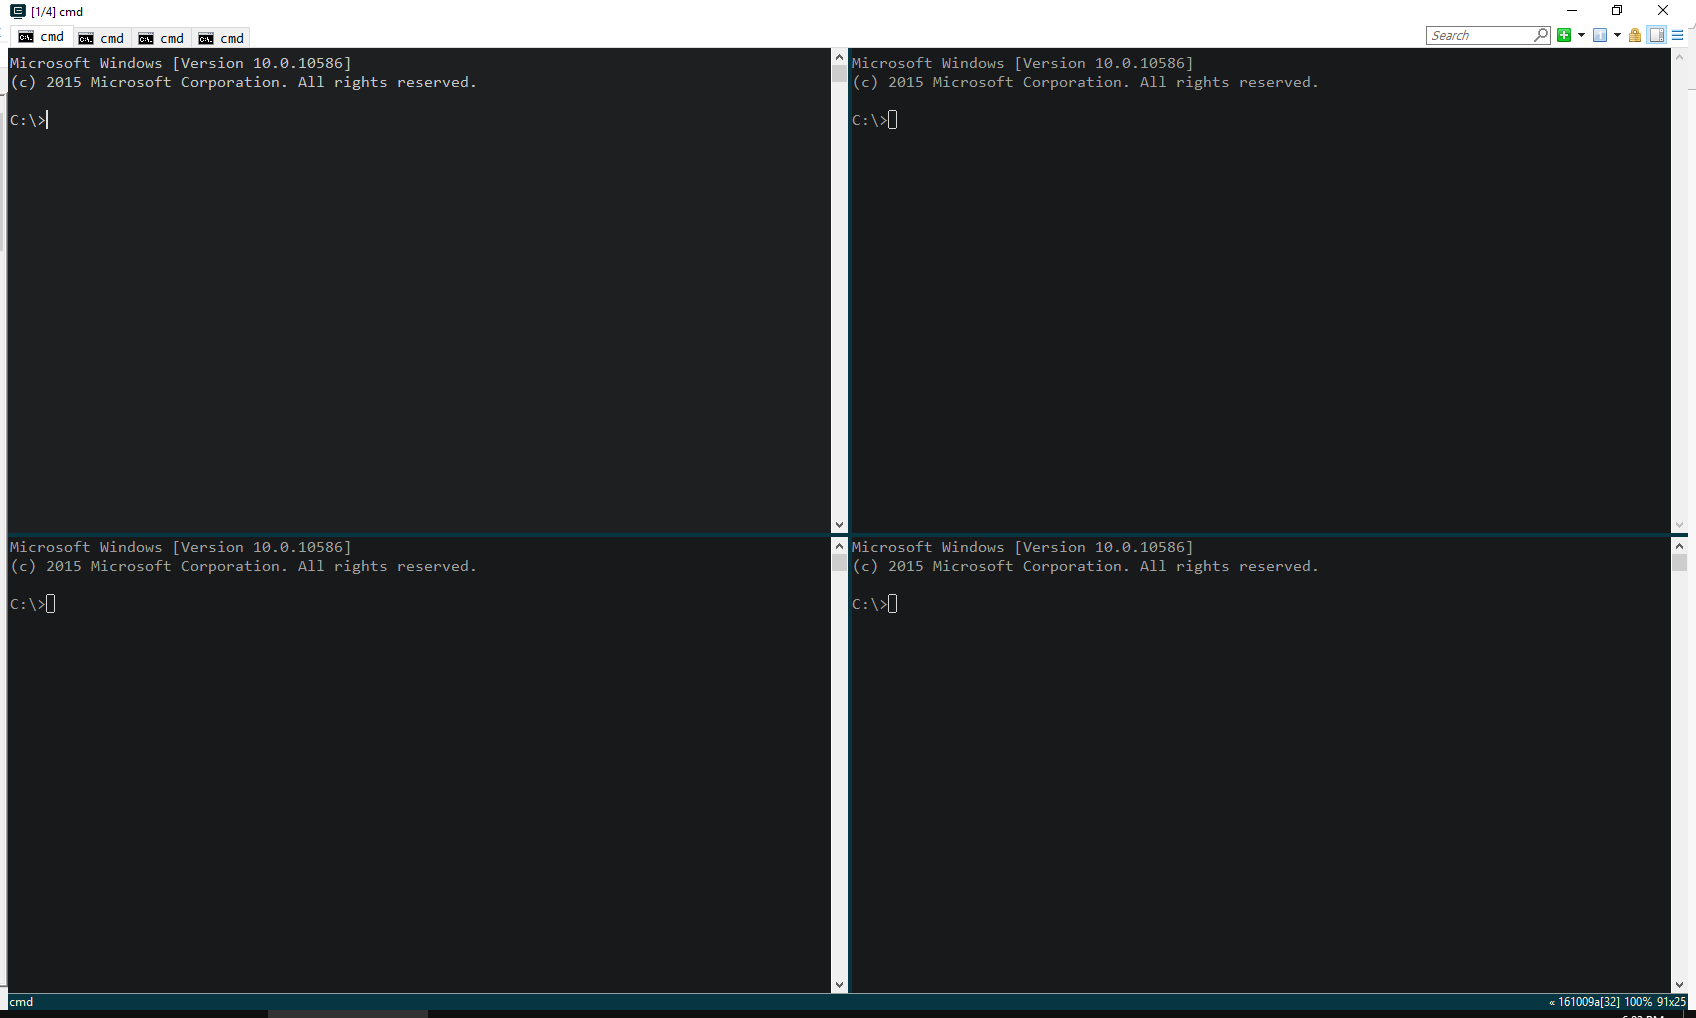 [1/4] cmd
cmd cmd cmd cmd Search
Microsoft Windows [Version 10.0.10586]
(c) 2015 Microsoft Corporation. All rights reserved.
C:\>
Microsoft Windows [Version 10.0.10586]
(c) 2015 Microsoft Corporation. All rights reserved.
C:\>
Microsoft Windows [Version 10.0.10586]
(c) 2015 Microsoft Corporation. All rights reserved.
C:\>
Microsoft Windows [Version 10.0.10586]
(c) 2015 Microsoft Corporation. All rights reserved.
C:\>
cmd « 161009a[32] 100% 91x25